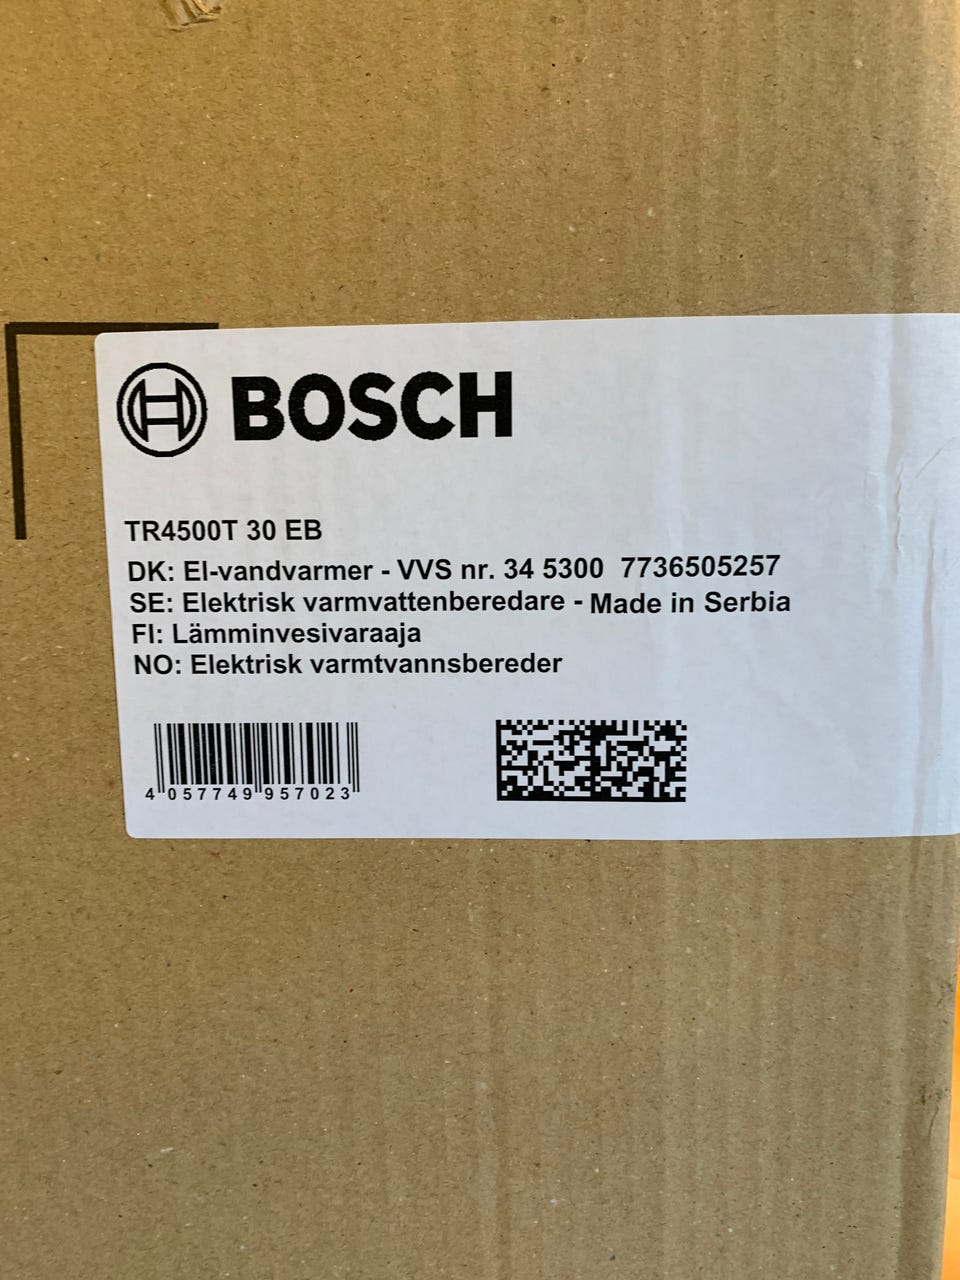 BOSCH
TR4500T 30 EB
DK: El-vandvarmer - VVS nr. 34 5300 7736505257
SE: Elektrisk varmvattenberedare - Made in Serbia
FI: Lämminvesivaraaja
NO: Elektrisk varmtvannsbereder
4 057749 957023